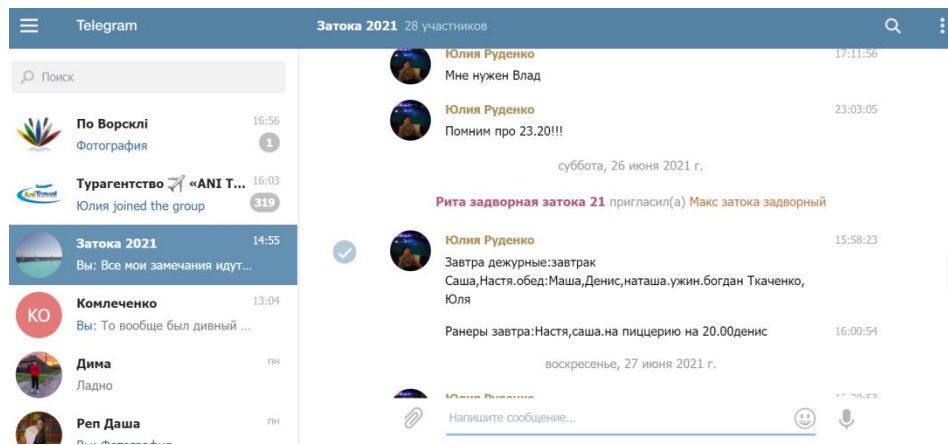 Telegram
Затока 2021 28 участников
Поиск
По Ворсклі 16:56
Фотография 1
Турагентство «ANI T... 16:03
Юлия joined the group 319
Затока 2021 14:55
Вы: Все мои замечания идут...
КО
Комлеченко 13:04
Вы: То вообще был дивный ...
Дима пн
Ладно
Реп Даша пн
Вы: Фотография
Юлия Руденко 17:11:56
Мне нужен Влад
Юлия Руденко 23:03:05
Помним про 23.20!!!
суббота, 26 июня 2021 г.
Рита задворная затока 21 пригласил(а) Макс затока задворный
Юлия Руденко 15:58:23
Завтра дежурные:завтрак
Саша,Настя.обед:Маша,Денис,наташа.ужин.богдан Ткаченко,
Юля
Ранеры завтра:Настя,саша.на пиццерию на 20.00денис 16:00:54
воскресенье, 27 июня 2021 г.
Юлия Руденко
Напишите сообщение...